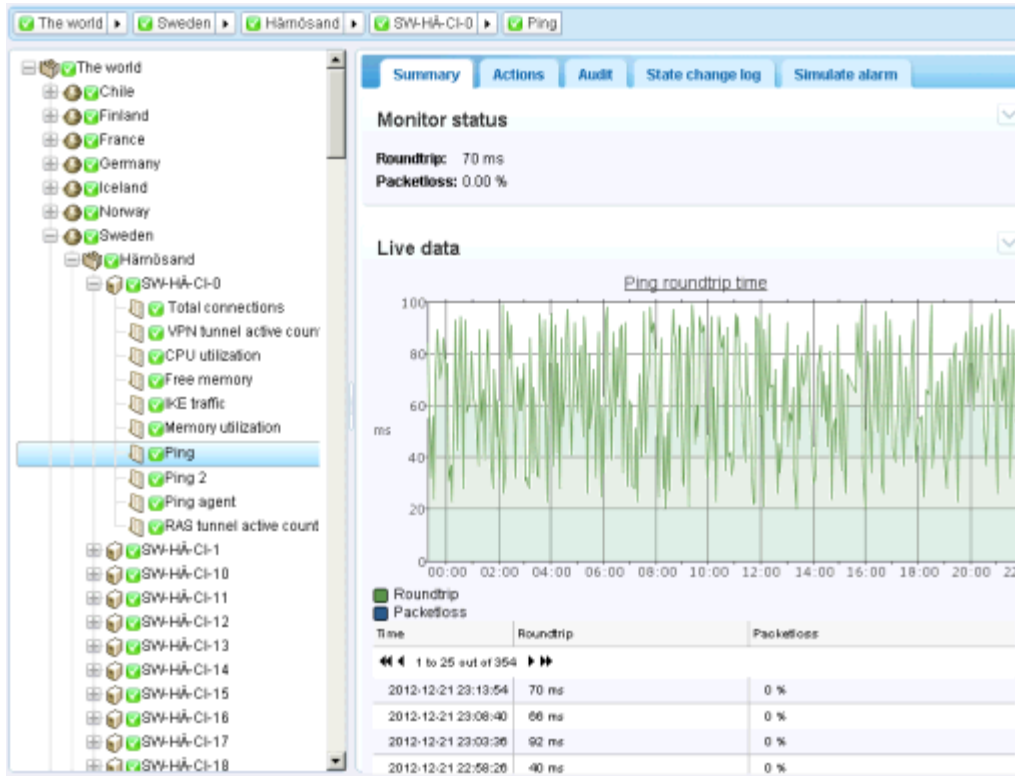 The world Sweden Härnösand SW-HÄ-CI-0 Ping
The world
Chile
Finland
France
Germany
Iceland
Norway
Sweden
Härnösand
SW-HÄ-CI-0
Total connections
VPN tunnel active coun
CPU utilization
Free memory
IKE traffic
Memory utilization
Ping
Ping 2
Ping agent
RAS tunnel active count
SW-HÄ-CI-1
SW-HÄ-CI-10
SW-HÄ-CI-11
SW-HÄ-CI-12
SW-HÄ-CI-13
SW-HÄ-CI-14
SW-HÄ-CI-15
SW-HÄ-CI-16
SW-HÄ-CI-17
SW-HÄ-CI-18
Summary Actions Audit State change log Simulate alarm
Monitor status
Roundtrip: 70 ms
Packetloss: 0.00 %
Live data
Ping roundtrip time
100
80
60
ms
40
20
0
00:00 02:00 04:00 06:00 08:00 10:00 12:00 14:00 16:00 18:00 20:00 22
Roundtrip
Packetloss
Time Roundtrip Packetloss
1 to 25 out of 354
2012-12-21 23:13:54 70 ms 0 %
2012-12-21 23:08:40 66 ms 0 %
2012-12-21 23:03:36 92 ms 0 %
2012-12-21 22:58:26 40 ms 0 %